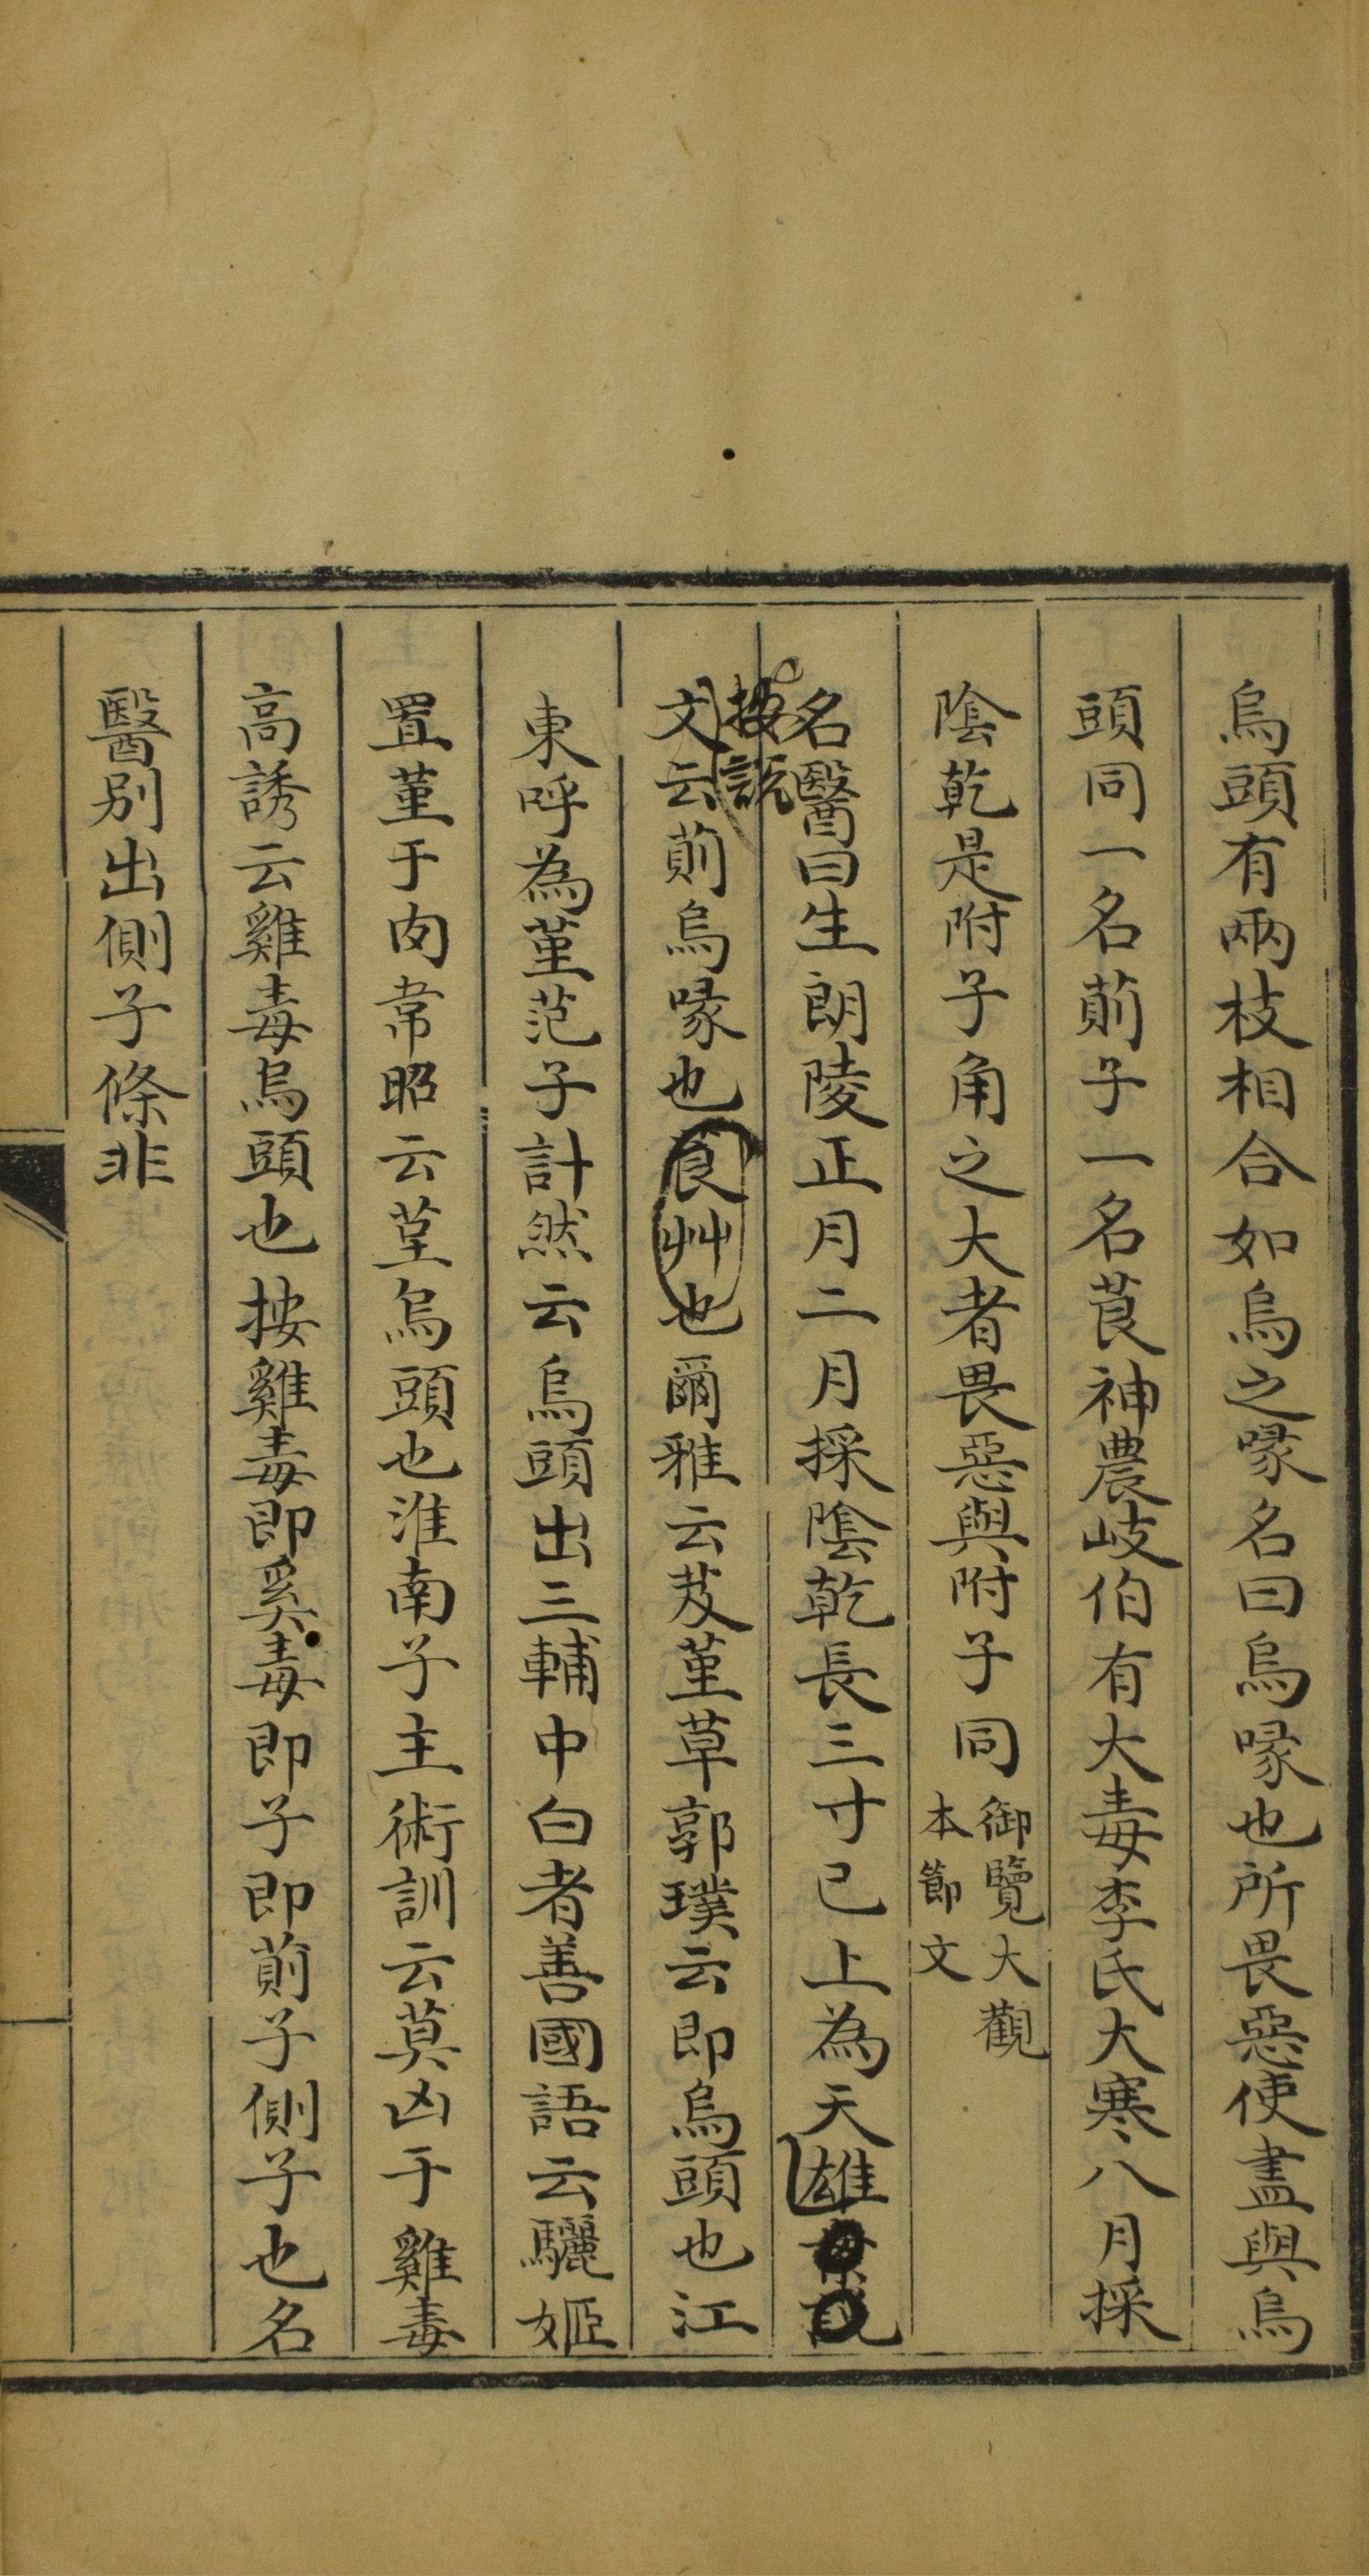 烏頭有兩枝相合如烏之喙名曰烏喙也所畏惡使盡與烏
頭同一名萴子一名茛神農岐伯有大毒李氏大寒八月採
陰乾是附子角之大者畏惡與附子同御覽大觀
本節文
名醫曰生朗陵正月二月採陰乾長三寸已上為天雄
按説
文云萴烏喙也茛艸也爾雅云芨堇草郭璞云即烏頭也江
東呼為堇范子計然云烏頭出三輔中白者善國語云驪姬
置堇于肉韋昭云堇烏頭也淮南子主術訓云莫凶于雞毒
高誘云雞毒烏頭也按雞毒即奚毒即子即萴子側子也名
醫別出側子條非